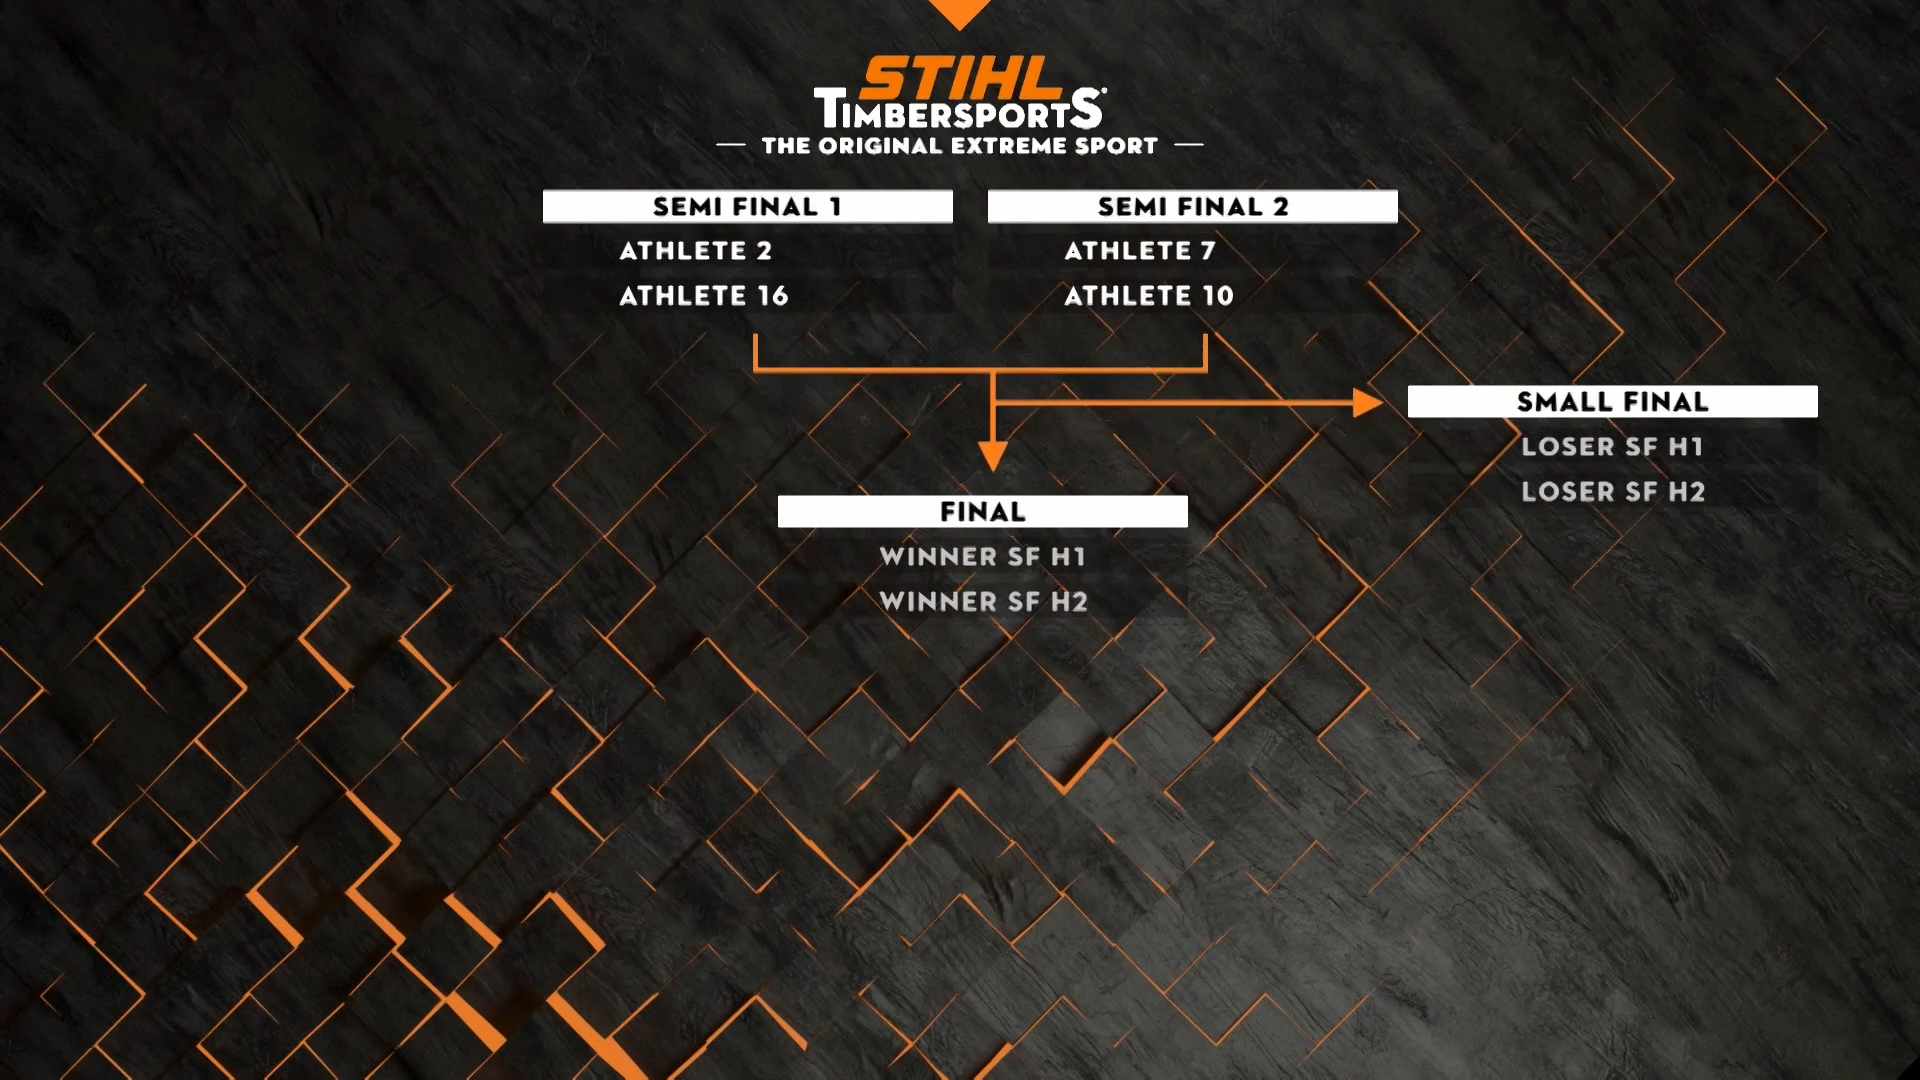 STIHL
TIMBERSPORTS®
THE ORIGINAL EXTREME SPORT
SEMI FINAL 1
ATHLETE 2
ATHLETE 16
SEMI FINAL 2
ATHLETE 7
ATHLETE 10
SMALL FINAL
LOSER SF H1
LOSER SF H2
FINAL
WINNER SF H1
WINNER SF H2